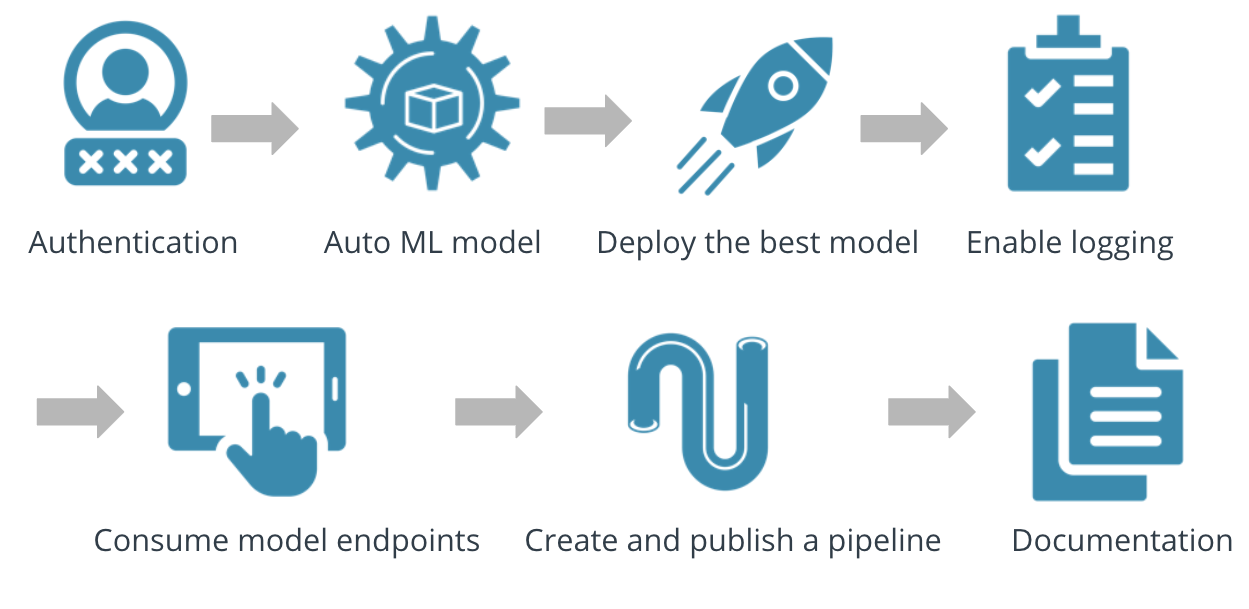 Authentication
Auto ML model
Deploy the best model
Enable logging
Consume model endpoints
Create and publish a pipeline
Documentation